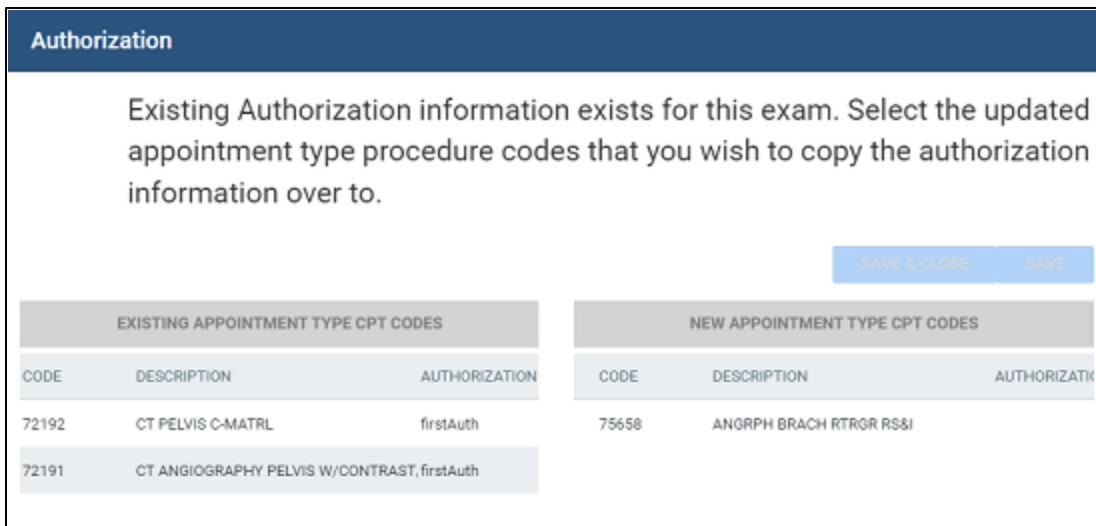 Authorization
Existing Authorization information exists for this exam. Select the updated
appointment type procedure codes that you wish to copy the authorization
information over to.
SAVE & CLOSE SAVE
EXISTING APPOINTMENT TYPE CPT CODES NEW APPOINTMENT TYPE CPT CODES
CODE DESCRIPTION AUTHORIZATION CODE DESCRIPTION AUTHORIZATIO
72192 CT PELVIS C-MATRL firstAuth 75658 ANGRPH BRACH RTRGR RS&I
72191 CT ANGIOGRAPHY PELVIS W/CONTRAST, firstAuth